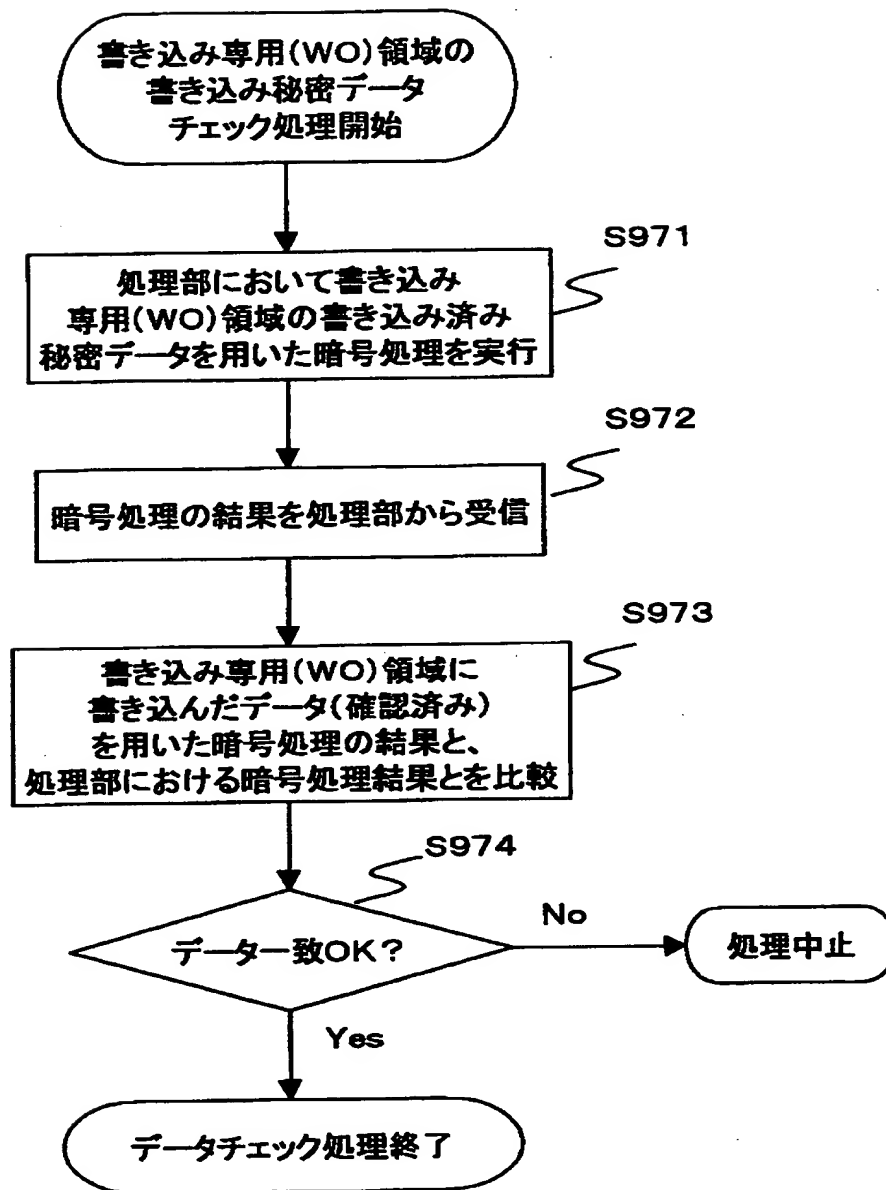 書き込み専用(WO)領域の
書き込み秘密データ
チェック処理開始
S971
処理部において書き込み
専用(WO)領域の書き込み済み
秘密データを用いた暗号処理を実行
S972
暗号処理の結果を処理部から受信
S973
書き込み専用(WO)領域に
書き込んだデータ(確認済み)
を用いた暗号処理の結果と、
処理部における暗号処理結果とを比較
S974
データ一致OK?
No
処理中止
Yes
データチェック処理終了